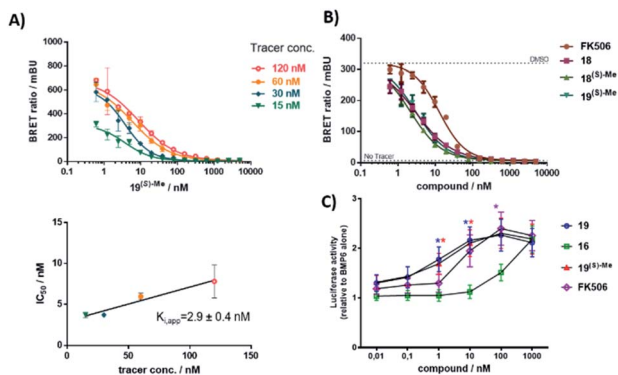 A)
Tracer conc.
120 nM
60 nM
30 nM
15 nM
BRET ratio / mBU
1000
800
600
400
200
0
0.1 1 10 100 1000 10000
19(S)-Me / nM
IC50 / nM
15
10
5
0
0 50 100 150
Ki,app=2.9 ± 0.4 nM
tracer conc. / nM
B)
FK506
18
18(S)-Me
19(S)-Me
DMSO
No Tracer
BRET ratio / mBU
400
300
200
100
0
0.1 1 10 100 1000 10000
compound / nM
C)
19
16
19(S)-Me
FK506
** ** * *
Luciferase activity
(relative to BMP6 alone)
3
2
1
0
0,01 0,1 1 10 100 1000
compound / nM